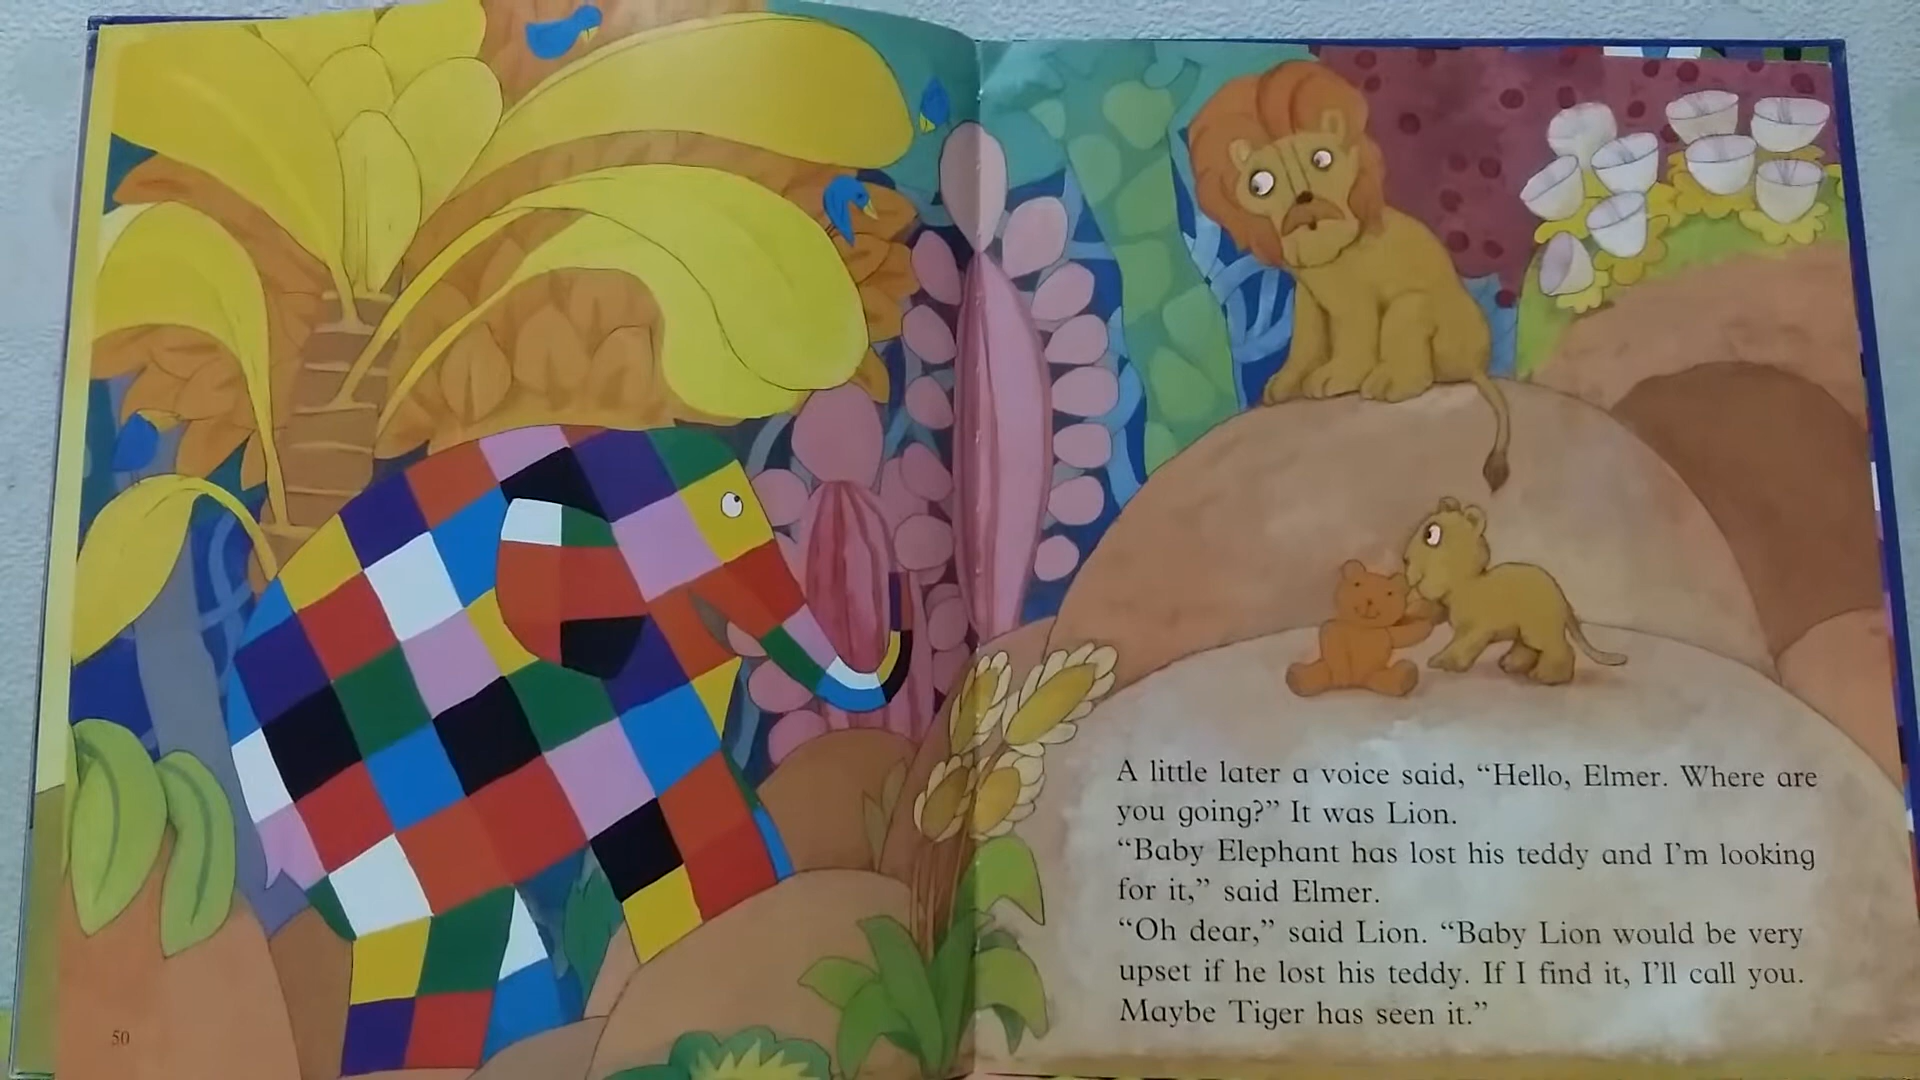 A little later a voice said, “Hello, Elmer. Where are
you going?” It was Lion.
“Baby Elephant has lost his teddy and I’m looking
for it,” said Elmer.
“Oh dear,” said Lion. “Baby Lion would be very
upset if he lost his teddy. If I find it, I’ll call you.
Maybe Tiger has seen it.”
50